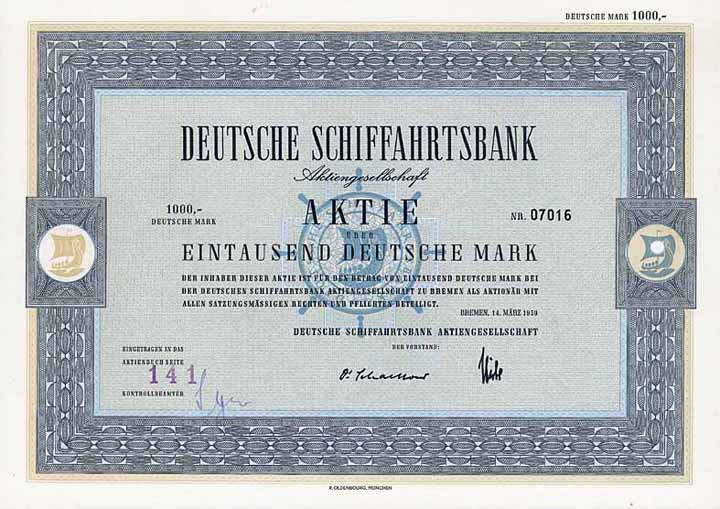 DEUTSCHE MARK 1000,-
DEUTSCHE SCHIFFAHRTSBANK
Aktiengesellschaft
1000,-
DEUTSCHE MARK
AKTIE
NR. 07016
ÜBER
EINTAUSEND DEUTSCHE MARK
DER INHABER DIESER AKTIE IST FÜR DEN BETRAG VON EINTAUSEND DEUTSCHE MARK BEI
DER DEUTSCHEN SCHIFFAHRTSBANK AKTIENGESELLSCHAFT ZU BREMEN ALS AKTIONÄR MIT
ALLEN SATZUNGSMÄSSIGEN RECHTEN UND PFLICHTEN BETEILIGT.
BREMEN, 14. MÄRZ 1959
DEUTSCHE SCHIFFAHRTSBANK AKTIENGESELLSCHAFT
DER VORSTAND:
EINGETRAGEN IN DAS
AKTIENBUCH SEITE
141
KONTROLLBEAMTER
R. OLDENBOURG, MÜNCHEN